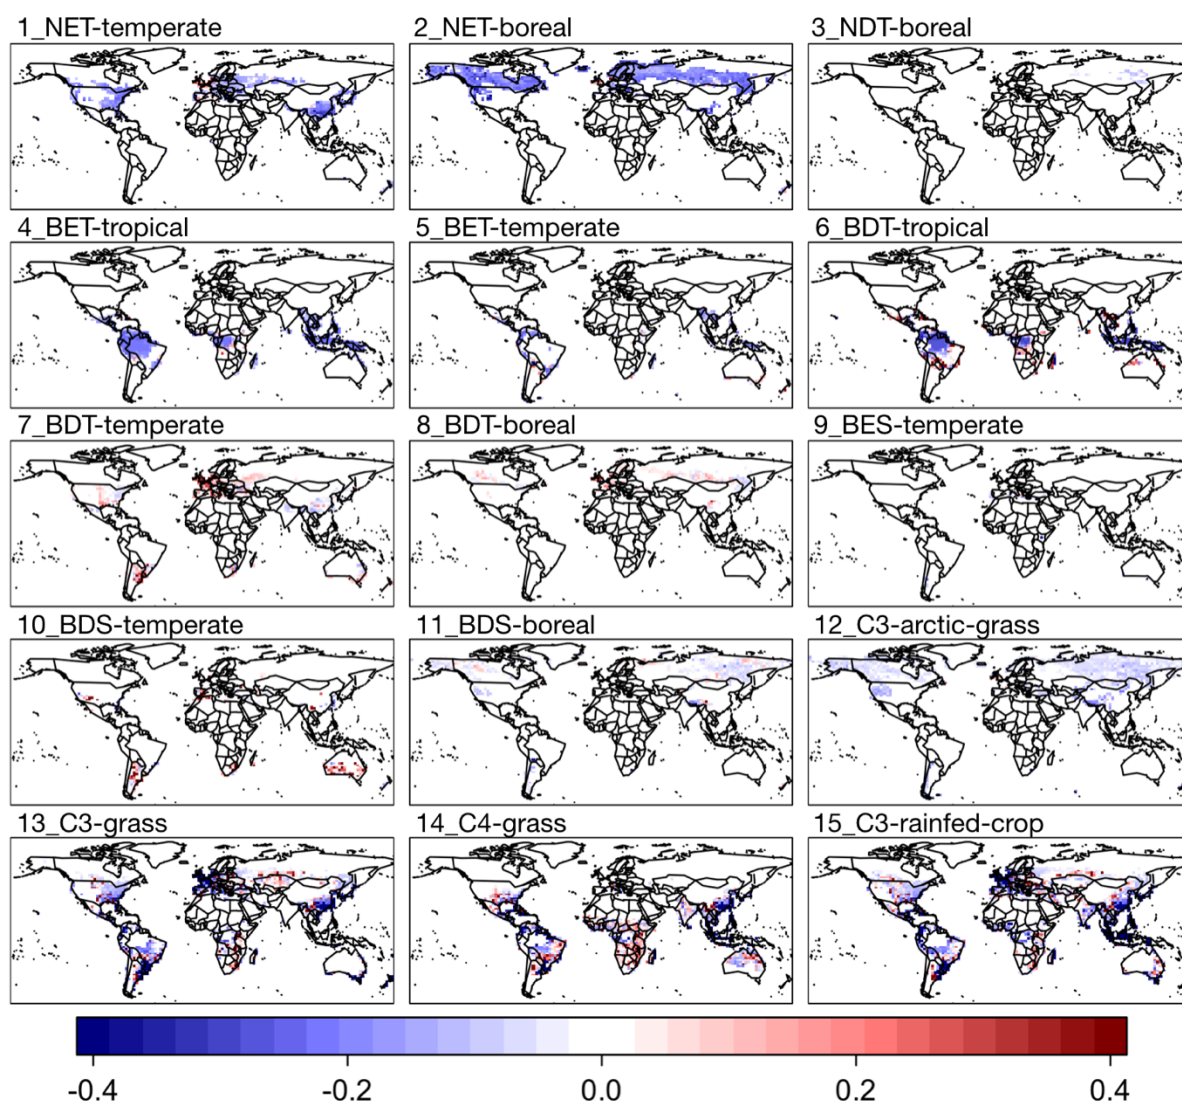 1_NET-temperate
2_NET-boreal
3_NDT-boreal
4_BET-tropical
5_BET-temperate
6_BDT-tropical
7_BDT-temperate
8_BDT-boreal
9_BES-temperate
10_BDS-temperate
11_BDS-boreal
12_C3-arctic-grass
13_C3-grass
14_C4-grass
15_C3-rainfed-crop
-0.4
-0.2
0.0
0.2
0.4